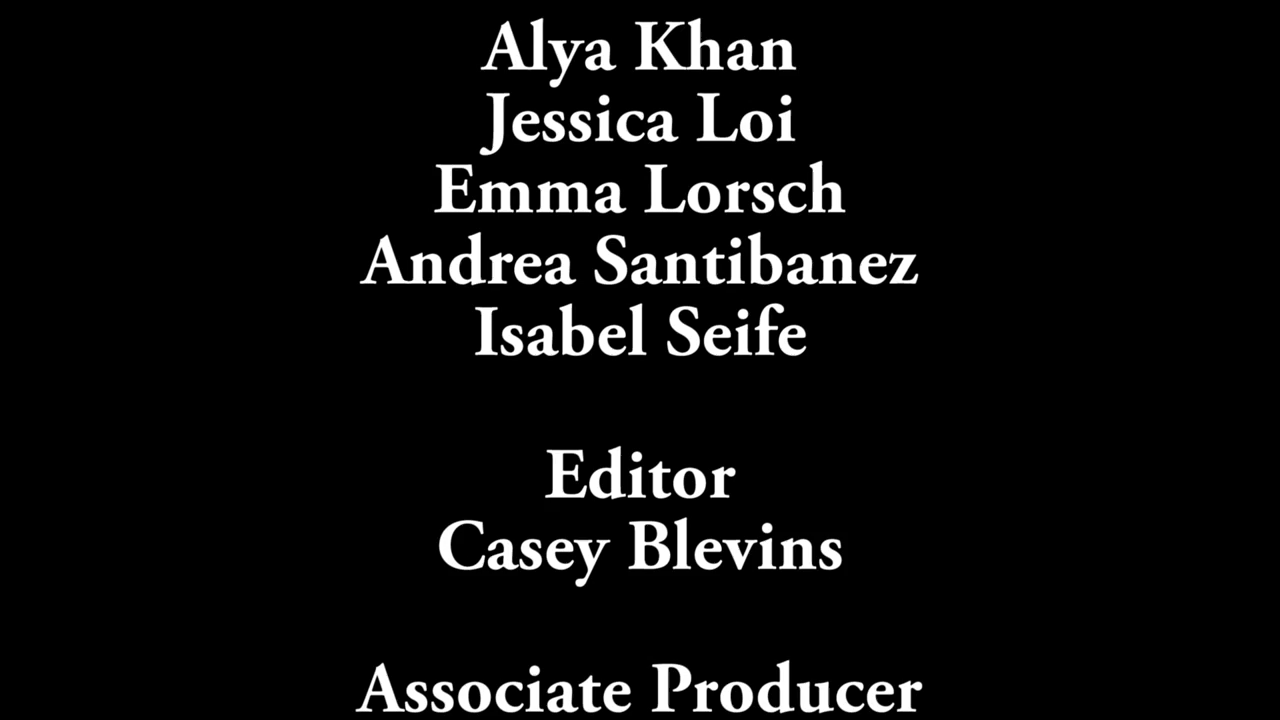 Alya Khan
Jessica Loi
Emma Lorsch
Andrea Santibanez
Isabel Seife
Editor
Casey Blevins
Associate Producer